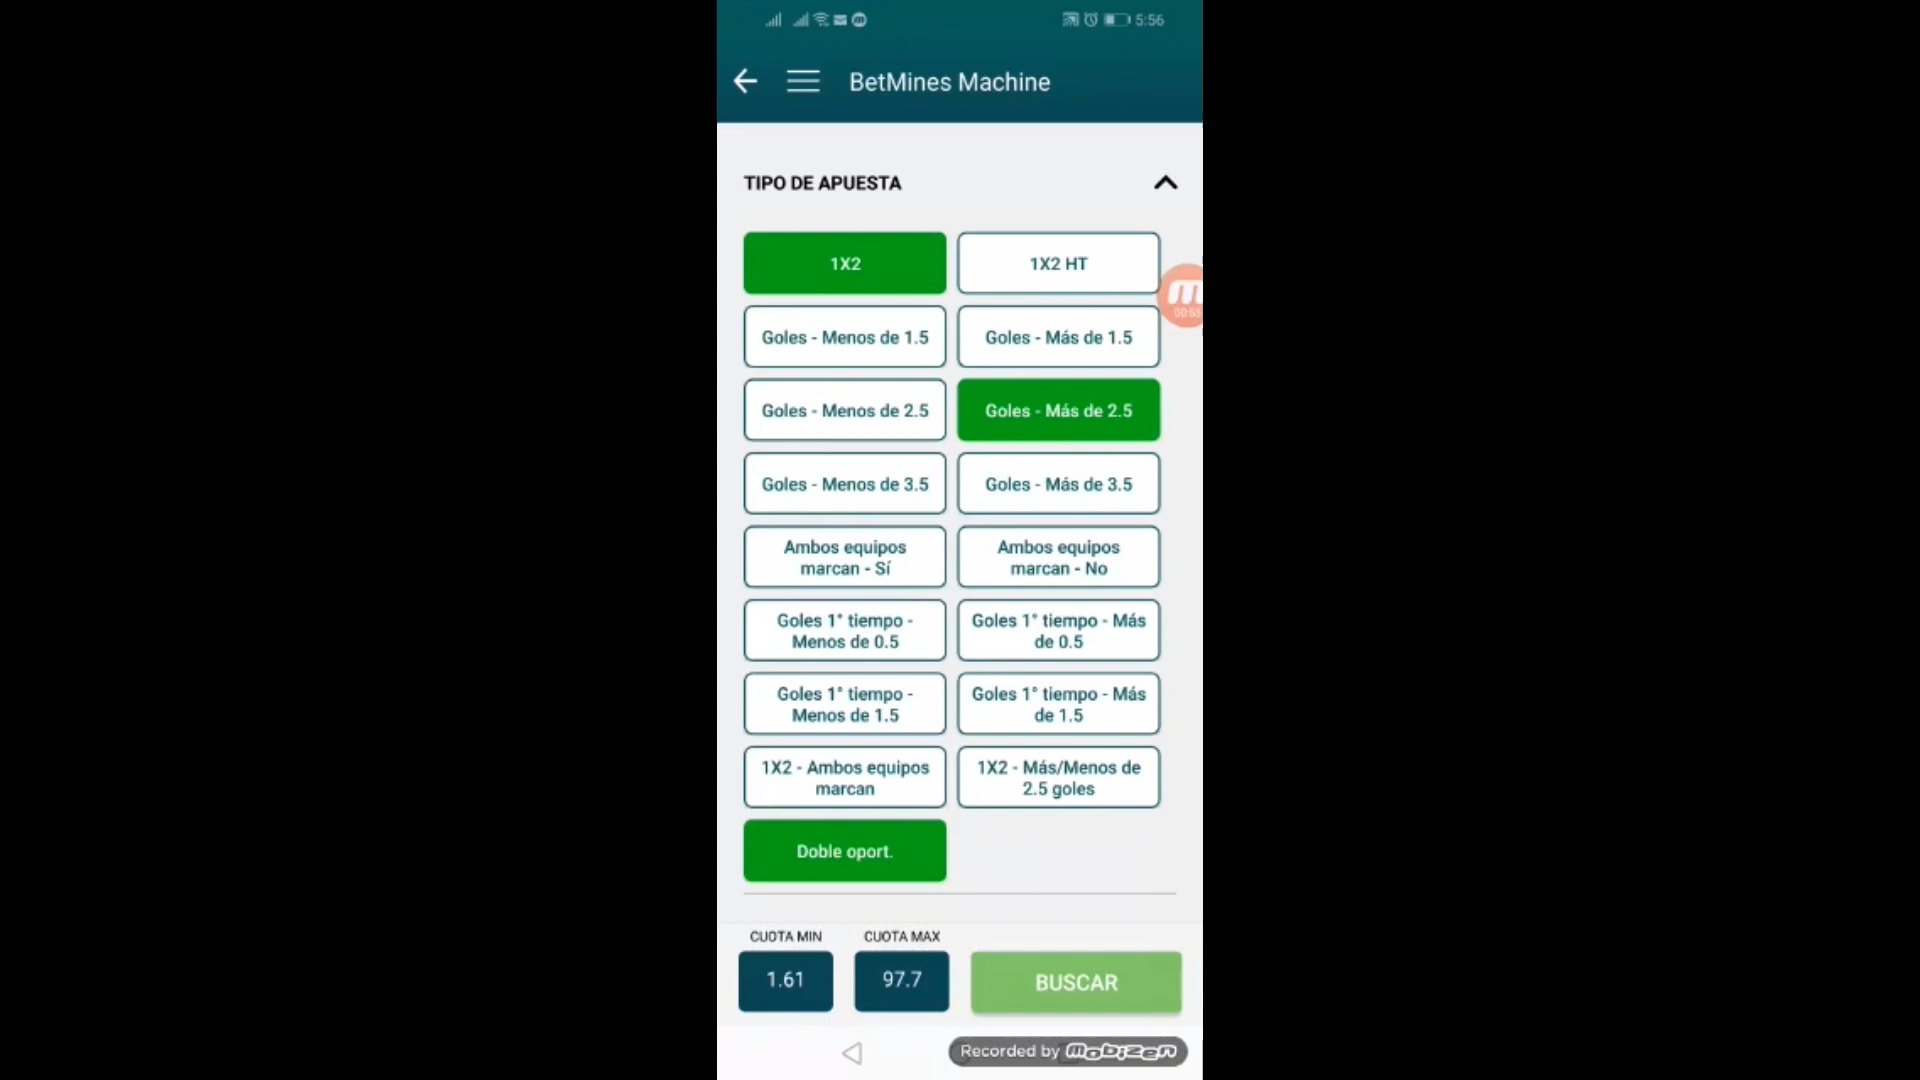 5:56
BetMines Machine
TIPO DE APUESTA
1X2
1X2 HT
Goles - Menos de 1.5
Goles - Más de 1.5
00:53
Goles - Menos de 2.5
Goles - Más de 2.5
Goles - Menos de 3.5
Goles - Más de 3.5
Ambos equipos
marcan - Sí
Ambos equipos
marcan - No
Goles 1° tiempo -
Menos de 0.5
Goles 1° tiempo - Más
de 0.5
Goles 1° tiempo -
Menos de 1.5
Goles 1° tiempo - Más
de 1.5
1X2 - Ambos equipos
marcan
1X2 - Más/Menos de
2.5 goles
Doble oport.
CUOTA MIN
CUOTA MAX
1.61
97.7
BUSCAR
Recorded by mobizen